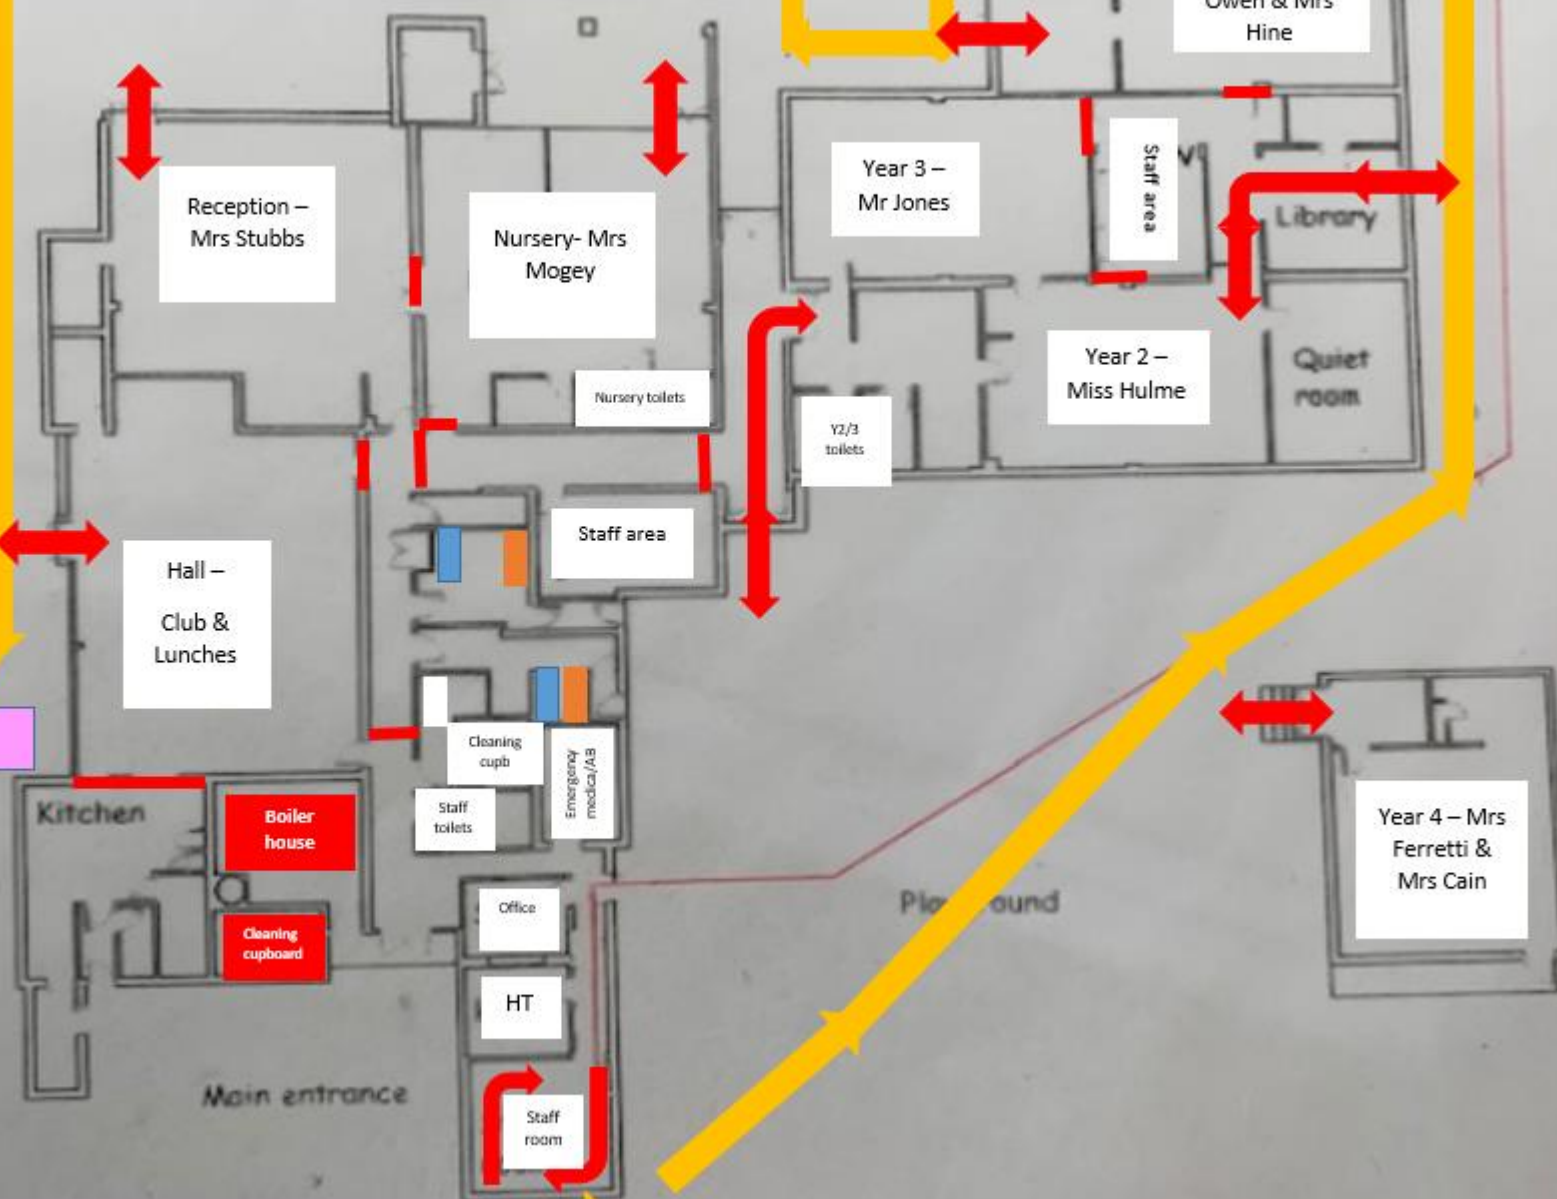 Owen & Mrs
Hine
Reception –
Mrs Stubbs
Nursery- Mrs
Mogey
Year 3 –
Mr Jones
Staff area
Library
Year 2 –
Miss Hulme
Quiet
room
Nursery toilets
Y2/3
toilets
Staff area
Hall –
Club &
Lunches
Cleaning
cupb
Emergency
medica/AB
Staff
toilets
Kitchen
Boiler
house
Cleaning
cupboard
Office
HT
Year 4 – Mrs
Ferretti &
Mrs Cain
Main entrance
Staff
room